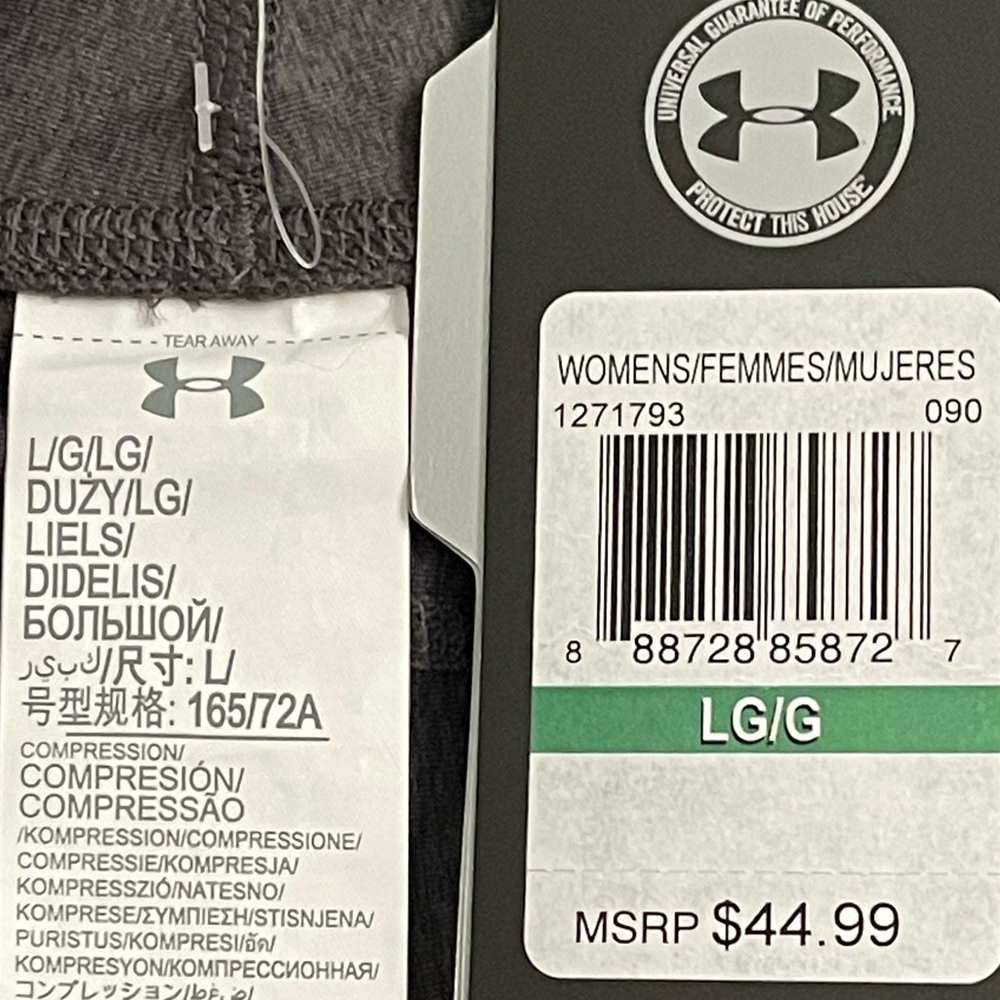 TEAR AWAY
L/G/LG/
DUŻY/LG/
LIELS/
DIDELIS/
БОЛЬШОЙ/
كبير/尺寸: L/
号型规格: 165/72A
COMPRESSION/
COMPRESIÓN/
COMPRESSÃO
/KOMPRESSION/COMPRESSIONE/
COMPRESSIE/KOMPRESJA/
KOMPRESSZIÓ/NATESNO/
KOMPRESE/ΣΥΜΠΙΕΣΗ/STISNJENA/
PURISTUS/KOMPRESI/อัด/
KOMPRESYON/КОМПРЕССИОННАЯ/
コンプレッション/
UNIVERSAL GUARANTEE OF PERFORMANCE
PROTECT THIS HOUSE
WOMENS/FEMMES/MUJERES
1271793 090
8 88728 85872 7
LG/G
MSRP $44.99